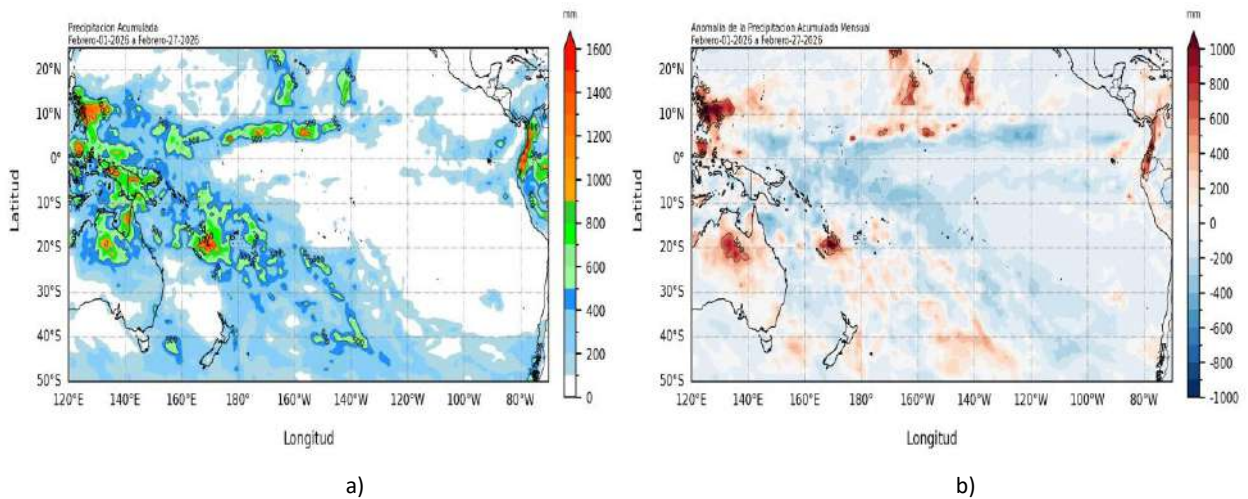 mm
Precipitacion Acumulada
Febrero-01-2026 a Febrero-27-2026
20°N
10°N
0°
10°S
20°S
30°S
40°S
50°S
Latitud
120°E 140°E 160°E 180° 160°W 140°W 120°W 100°W 80°W
Longitud
1600
1400
1200
1000
800
600
400
200
0
a)
mm
Anomalia de la Precipitacion Acumulada Mensual
Febrero-01-2026 a Febrero-27-2026
20°N
10°N
0°
10°S
20°S
30°S
40°S
50°S
Latitud
120°E 140°E 160°E 180° 160°W 140°W 120°W 100°W 80°W
Longitud
1000
800
600
400
200
0
-200
-400
-600
-800
-1000
b)